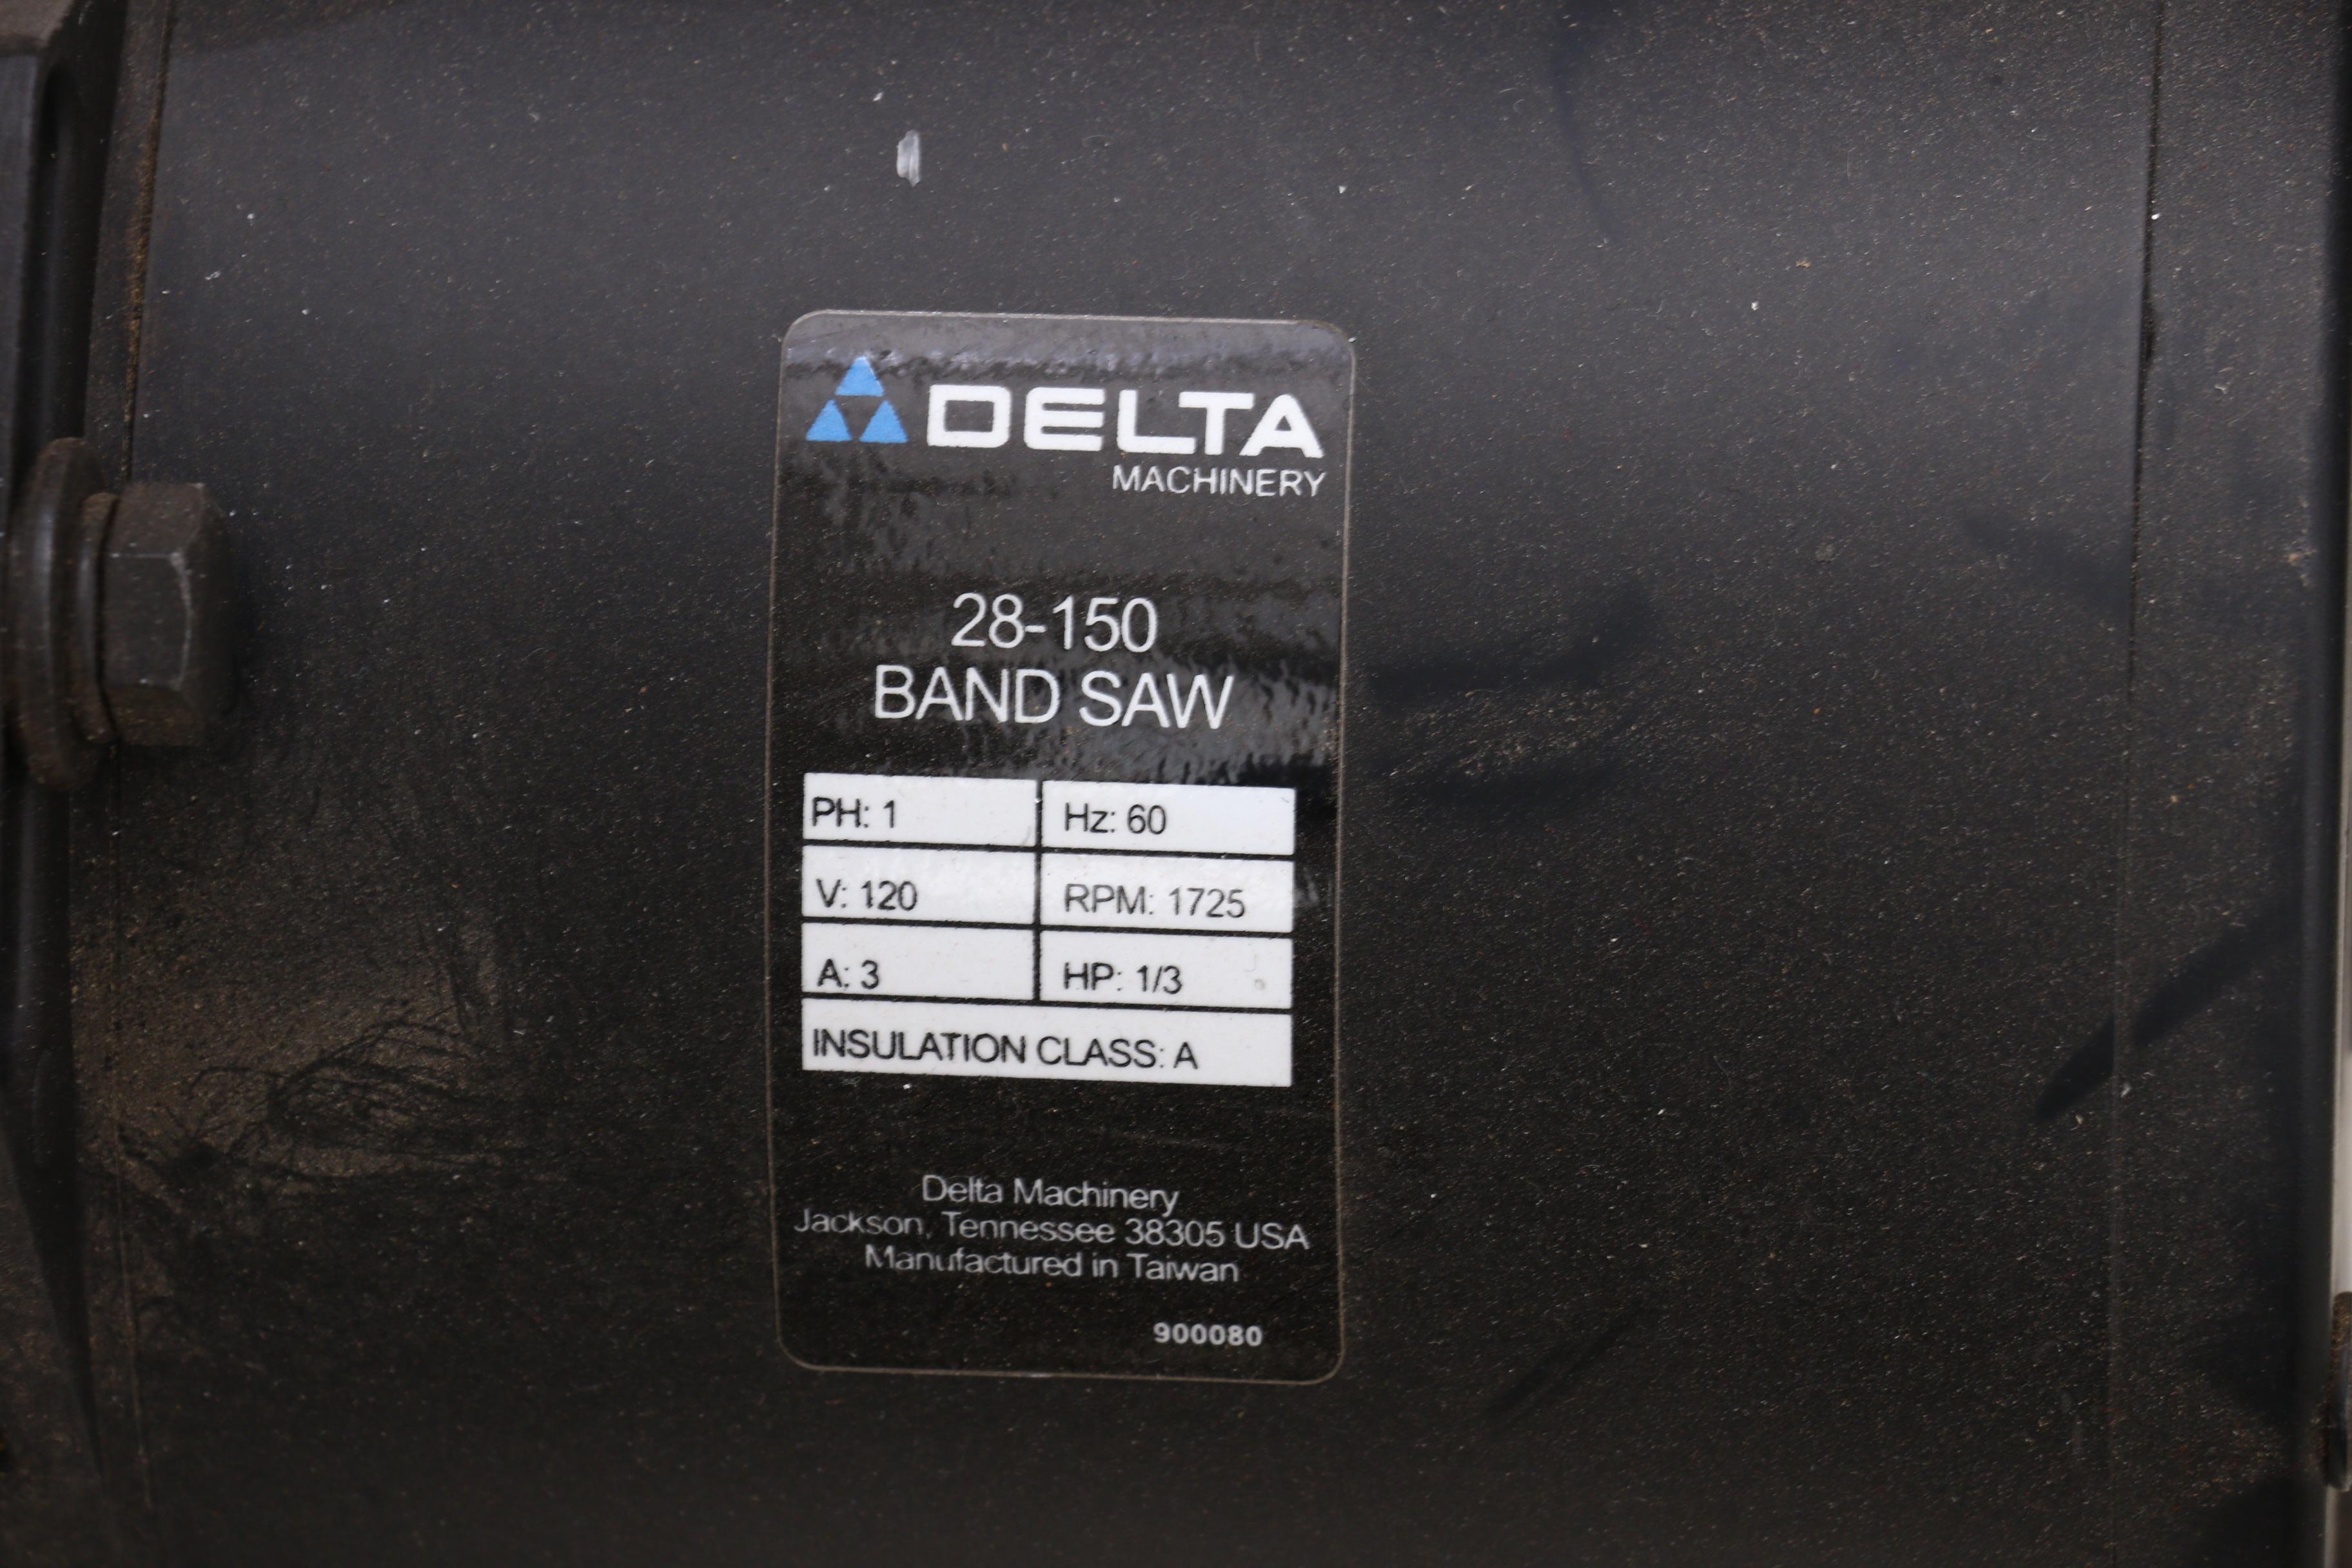 DELTA
MACHINERY
28-150
BAND SAW
PH: 1 Hz: 60
V: 120 RPM: 1725
A: 3 HP: 1/3
INSULATION CLASS: A
Delta Machinery
Jackson, Tennessee 38305 USA
Manufactured in Taiwan
900080